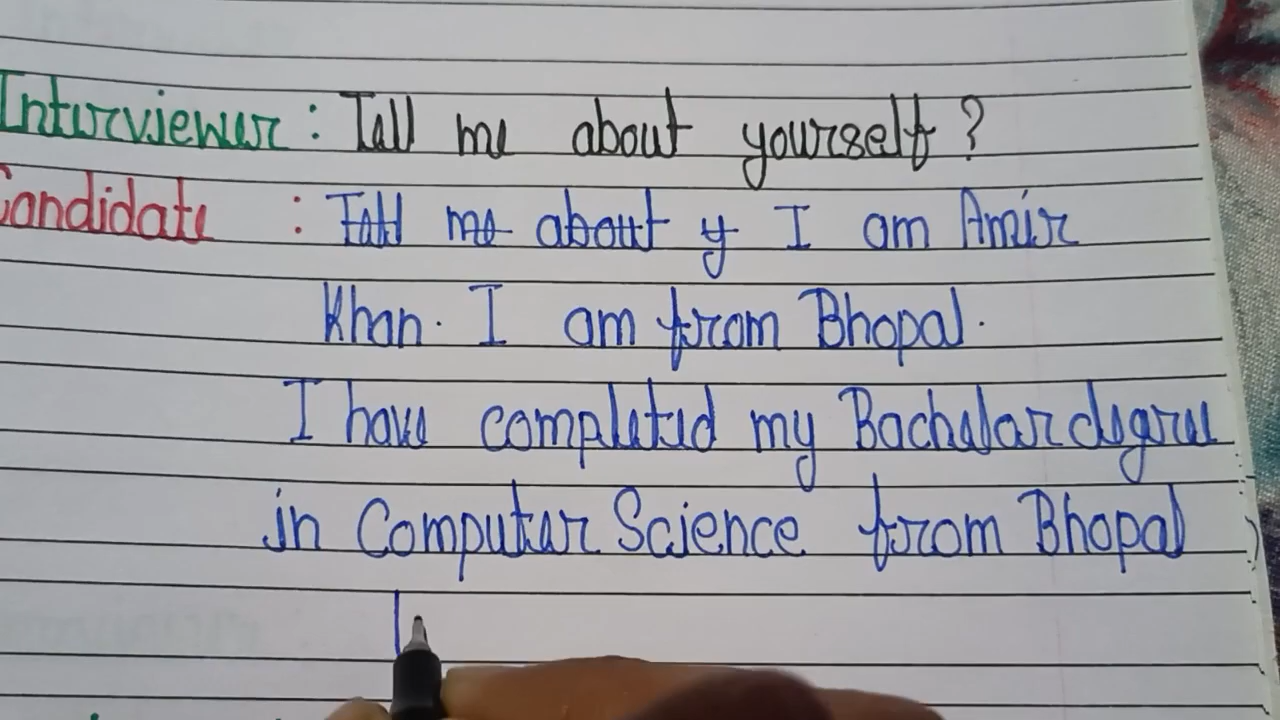 Interviewer : Tell me about yourself ?
Candidate : Tell me about y I am Amir
Khan. I am from Bhopal.
I have completed my Bachelar degree
in Computer Science from Bhopal